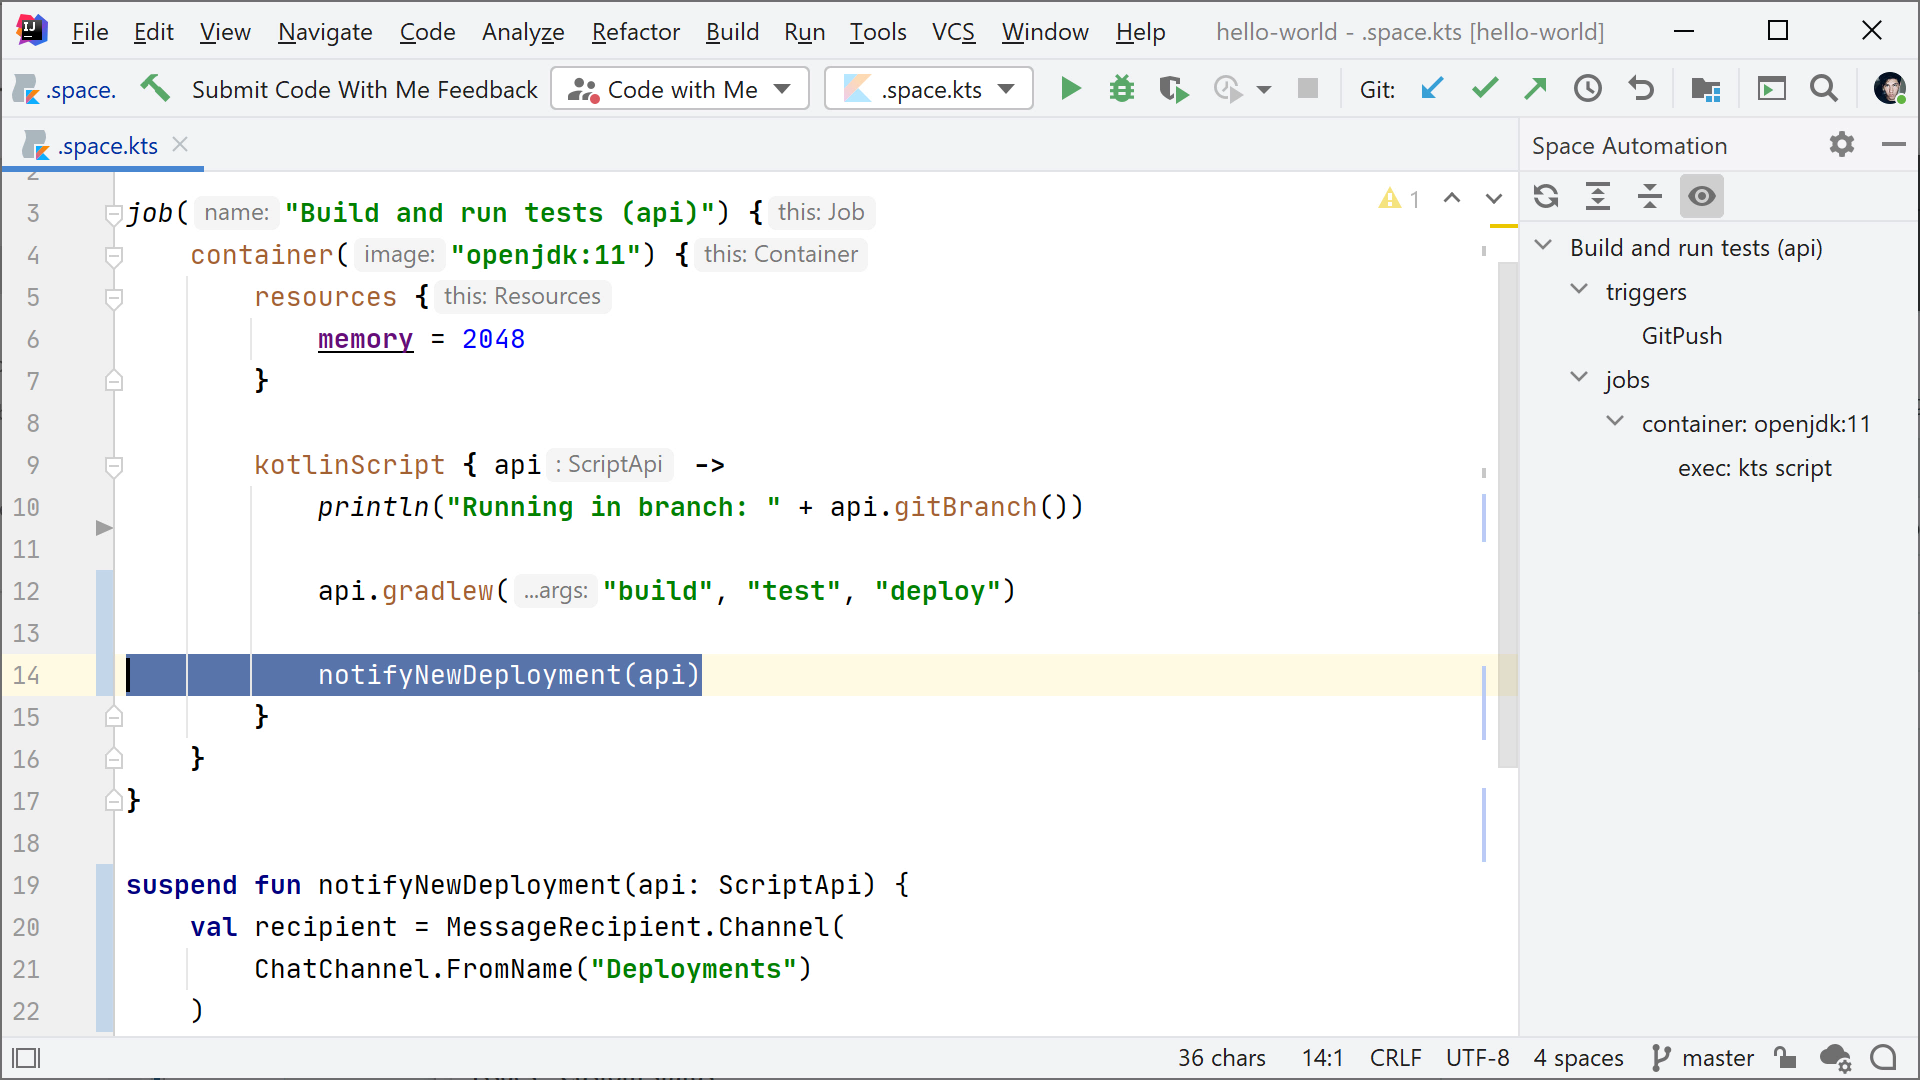 File Edit View Navigate Code Analyze Refactor Build Run Tools VCS Window Help hello-world - .space.kts [hello-world]
.space. Submit Code With Me Feedback Code with Me .space.kts Git:
.space.kts
Space Automation
2
3 job( name: "Build and run tests (api)") { this: Job
4 container( image: "openjdk:11") { this: Container
5 resources { this: Resources
6 memory = 2048
7 }
8
9 kotlinScript { api : ScriptApi ->
10 println("Running in branch: " + api.gitBranch())
11
12 api.gradlew( ...args: "build", "test", "deploy")
13
14 notifyNewDeployment(api)
15 }
16 }
17 }
18
19 suspend fun notifyNewDeployment(api: ScriptApi) {
20 val recipient = MessageRecipient.Channel(
21 ChatChannel.FromName("Deployments")
22 )
1
Build and run tests (api)
triggers
GitPush
jobs
container: openjdk:11
exec: kts script
36 chars 14:1 CRLF UTF-8 4 spaces master